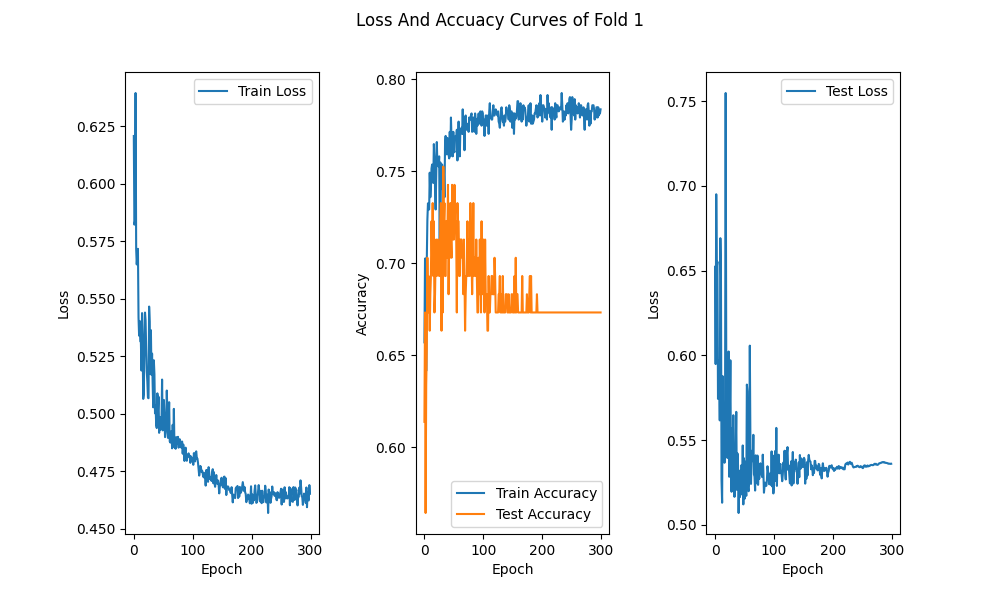 Loss And Accuacy Curves of Fold 1
Train Loss
0.625
0.600
0.575
0.550
0.525
0.500
0.475
0.450
Loss
0
100
200
300
Epoch
0.80
0.75
0.70
0.65
0.60
Accuracy
Train Accuracy
Test Accuracy
0
100
200
300
Epoch
Test Loss
0.75
0.70
0.65
0.60
0.55
0.50
Loss
0
100
200
300
Epoch